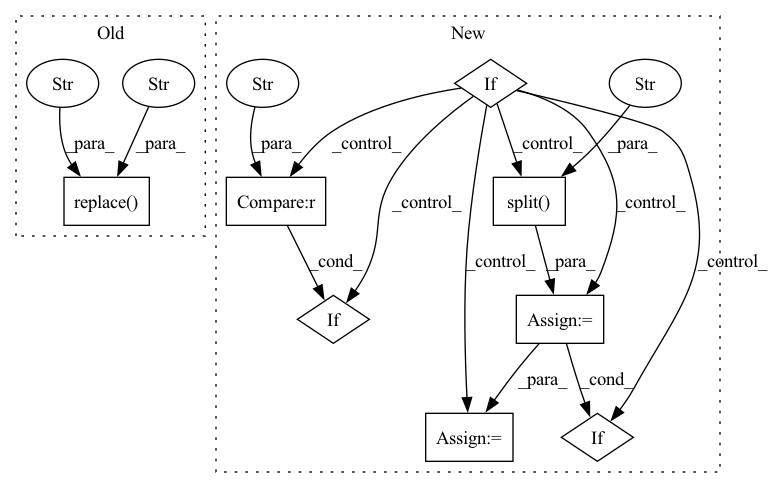 Old
New
Str
Str
Str
If
Str
_para_
_para_
_para_
_control_
_control_
_para_
replace()
Compare:r
split()
_control_
_control_
_cond_
_control_
_para_
_control_
If
Assign:=
_para_
_cond_
Assign:=
If